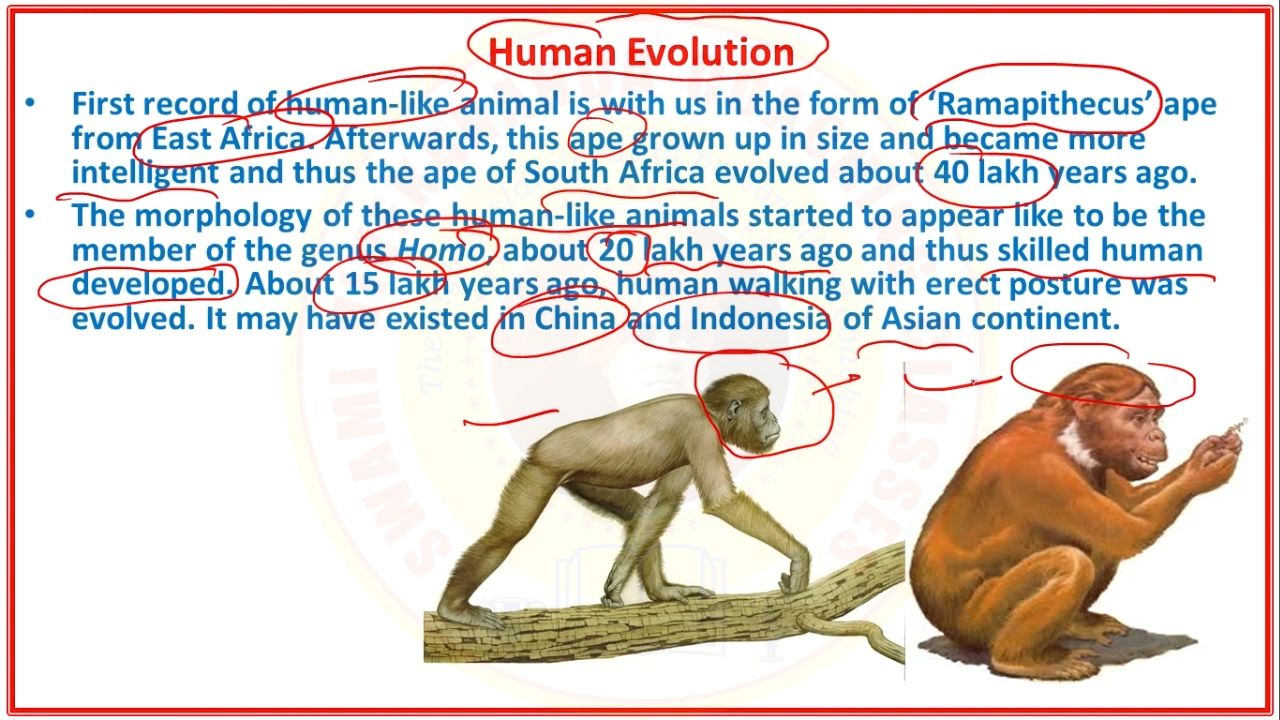 Human Evolution
• First record of human-like animal is with us in the form of ‘Ramapithecus’ ape
from East Africa. Afterwards, this ape grown up in size and became more
intelligent and thus the ape of South Africa evolved about 40 lakh years ago.
• The morphology of these human-like animals started to appear like to be the
member of the genus Homo, about 20 lakh years ago and thus skilled human
developed. About 15 lakh years ago, human walking with erect posture was
evolved. It may have existed in China and Indonesia of Asian continent.